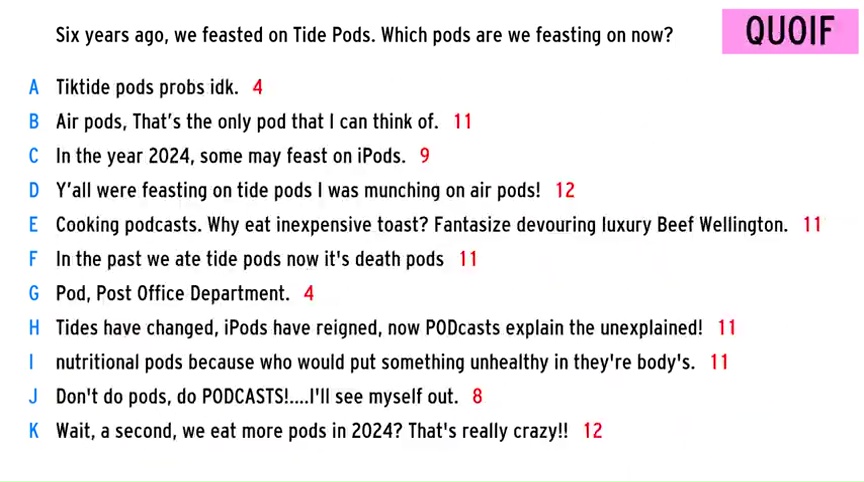 Six years ago, we feasted on Tide Pods. Which pods are we feasting on now?
QUOIF
A Tiktide pods probs idk. 4
B Air pods, That's the only pod that I can think of. 11
C In the year 2024, some may feast on iPods. 9
D Y'all were feasting on tide pods I was munching on air pods! 12
E Cooking podcasts. Why eat inexpensive toast? Fantasize devouring luxury Beef Wellington. 11
F In the past we ate tide pods now it's death pods 11
G Pod, Post Office Department. 4
H Tides have changed, iPods have reigned, now PODcasts explain the unexplained! 11
I nutritional pods because who would put something unhealthy in they're body's. 11
J Don't do pods, do PODCASTS!....I'll see myself out. 8
K Wait, a second, we eat more pods in 2024? That's really crazy!! 12